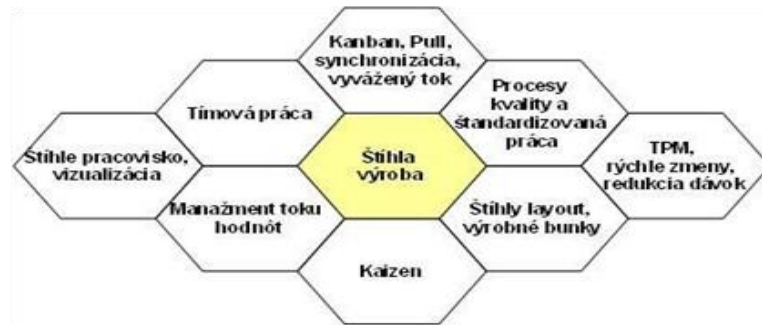 Kanban, Pull,
synchronizácia,
vyvážený tok
Tímová práca
Procesy
kvality a
štandardizovaná
práca
Štíhle pracovisko,
vizualizácia
Štíhla
výroba
TPM,
rýchle zmeny,
redukcia dávok
Manažment toku
hodnôt
Štíhly layout,
výrobné bunky
Kaizen